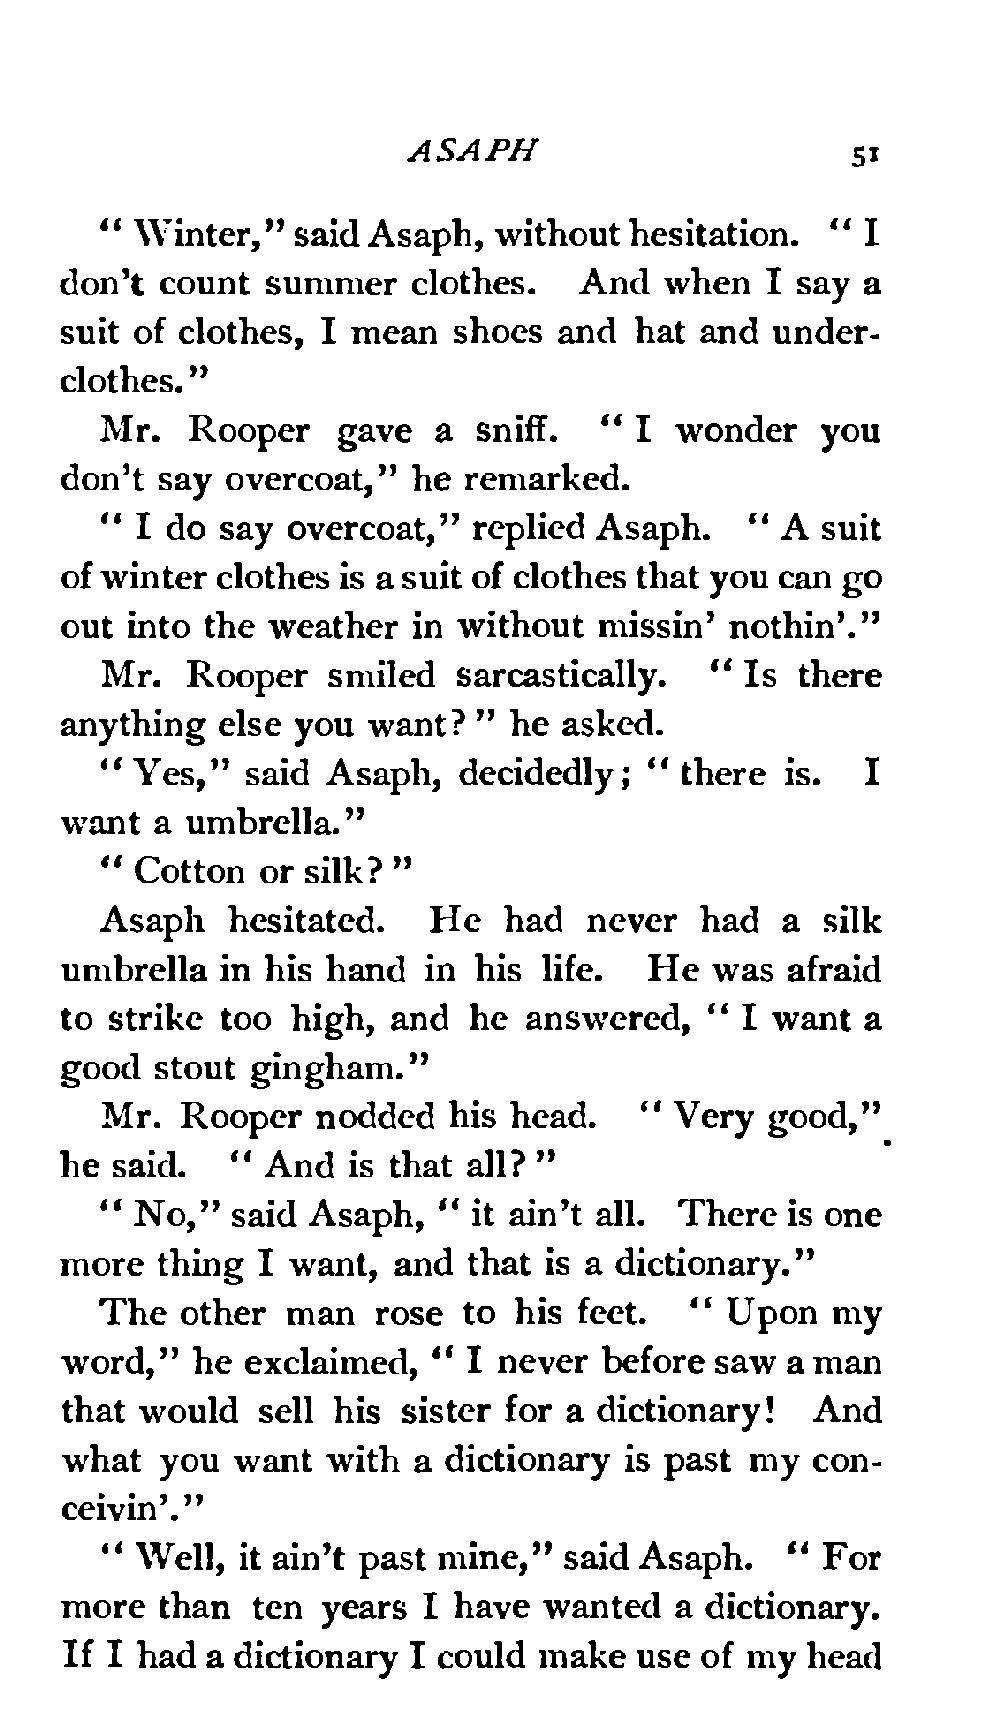 ASAPH 51
“ Winter,” said Asaph, without hesitation. “ I
don’t count summer clothes. And when I say a
suit of clothes, I mean shoes and hat and under-
clothes.”
Mr. Rooper gave a sniff. “ I wonder you
don’t say overcoat,” he remarked.
“ I do say overcoat,” replied Asaph. “ A suit
of winter clothes is a suit of clothes that you can go
out into the weather in without missin’ nothin’.”
Mr. Rooper smiled sarcastically. “ Is there
anything else you want? ” he asked.
“ Yes,” said Asaph, decidedly; “ there is. I
want a umbrella.”
“ Cotton or silk? ”
Asaph hesitated. He had never had a silk
umbrella in his hand in his life. He was afraid
to strike too high, and he answered, “ I want a
good stout gingham.”
Mr. Rooper nodded his head. “ Very good,”
he said. “ And is that all? ”
“ No,” said Asaph, “ it ain’t all. There is one
more thing I want, and that is a dictionary.”
The other man rose to his feet. “ Upon my
word,” he exclaimed, “ I never before saw a man
that would sell his sister for a dictionary! And
what you want with a dictionary is past my con-
ceivin’.”
“ Well, it ain’t past mine,” said Asaph. “ For
more than ten years I have wanted a dictionary.
If I had a dictionary I could make use of my head